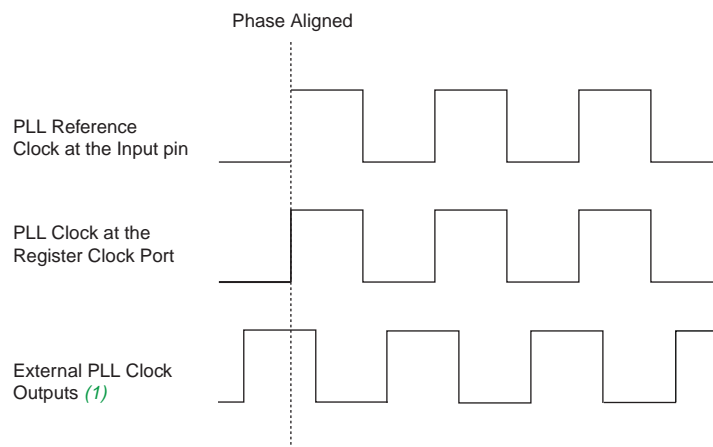 Phase Aligned
PLL Reference
Clock at the Input pin
PLL Clock at the
Register Clock Port
External PLL Clock
Outputs (1)